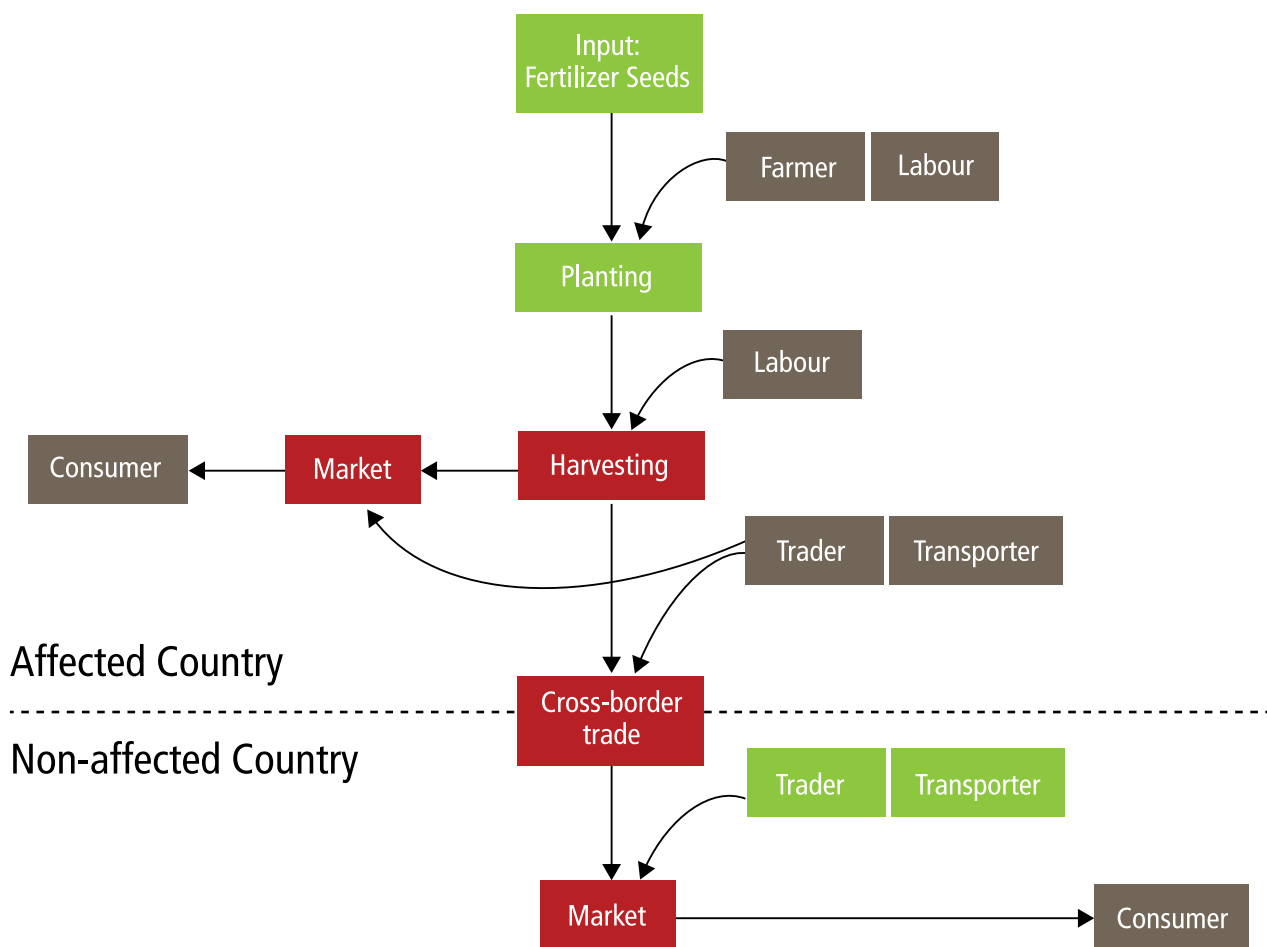 Input:
Fertilizer Seeds
Farmer
Labour
Planting
Labour
Consumer
Market
Harvesting
Trader
Transporter
Affected Country
Cross-border
trade
Non-affected Country
Trader
Transporter
Market
Consumer